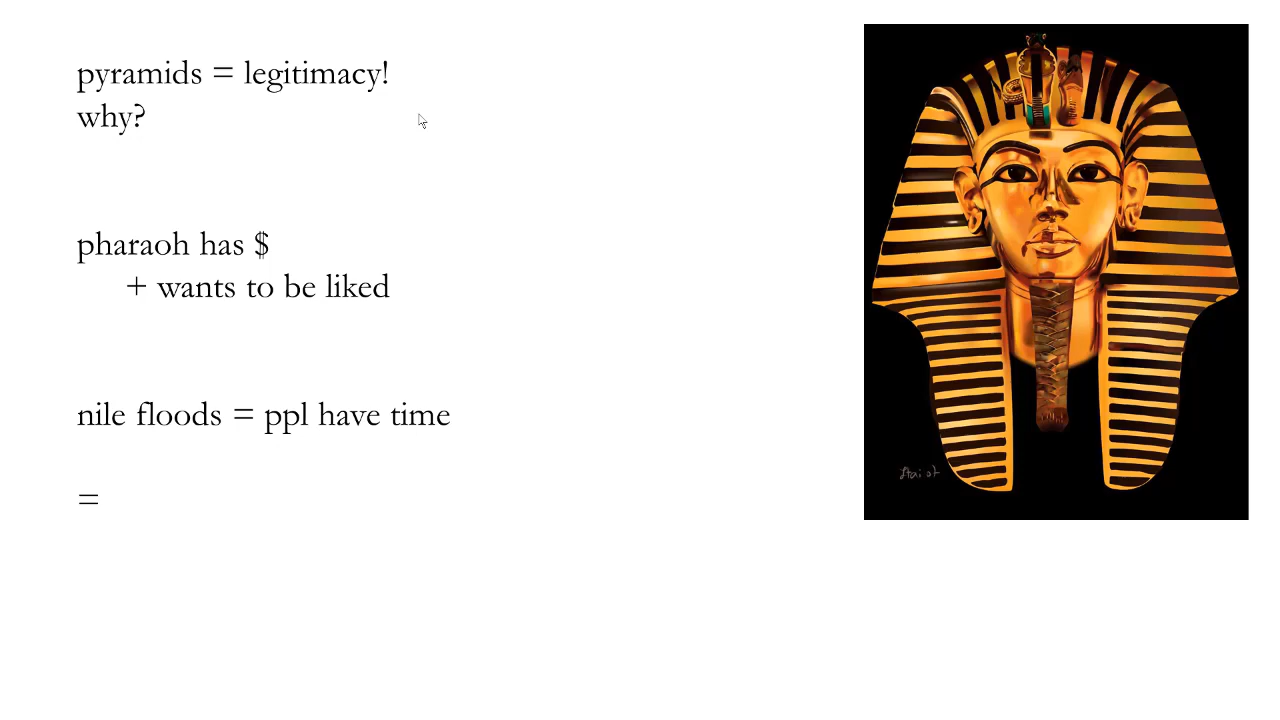 pyramids = legitimacy!
why?
pharaoh has $
+ wants to be liked
nile floods = ppl have time
=